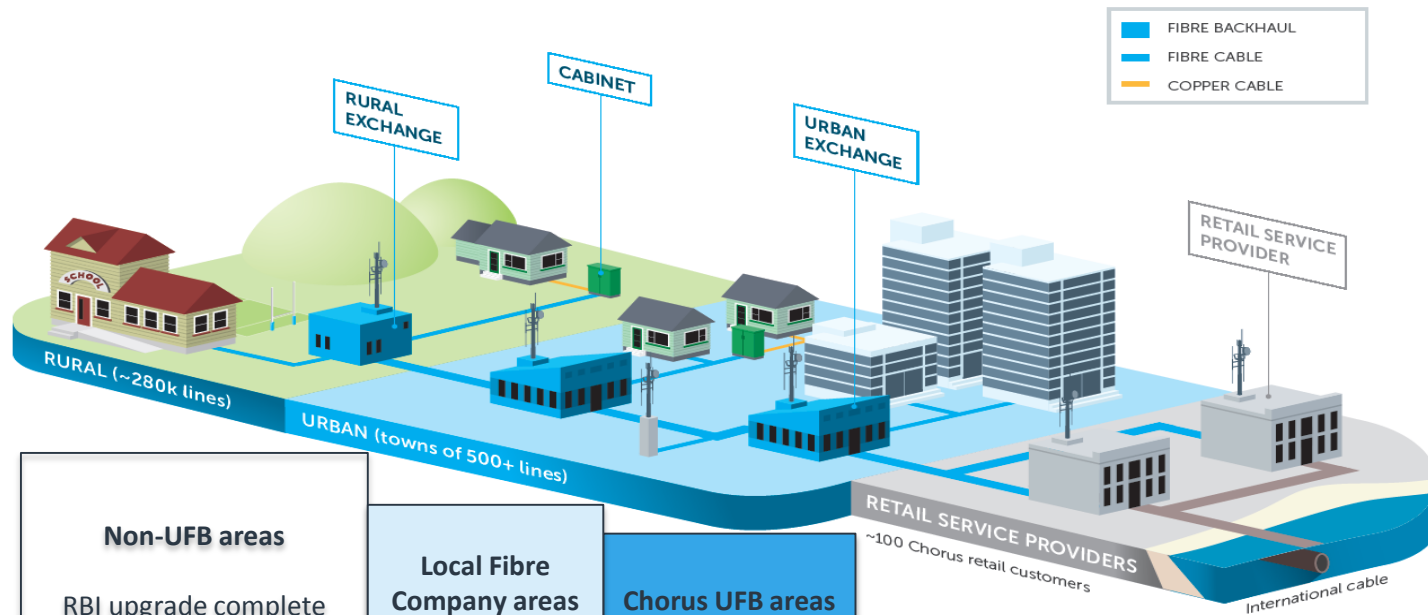 FIBRE BACKHAUL
FIBRE CABLE
COPPER CABLE
CABINET
RURAL
EXCHANGE
URBAN
EXCHANGE
RETAIL SERVICE
PROVIDER
SCHOOL
RURAL (~280k lines)
URBAN (towns of 500+ lines)
RETAIL SERVICE PROVIDERS
~100 Chorus retail customers
International cable
Non-UFB areas
RBI upgrade complete
Local Fibre
Company areas
Chorus UFB areas